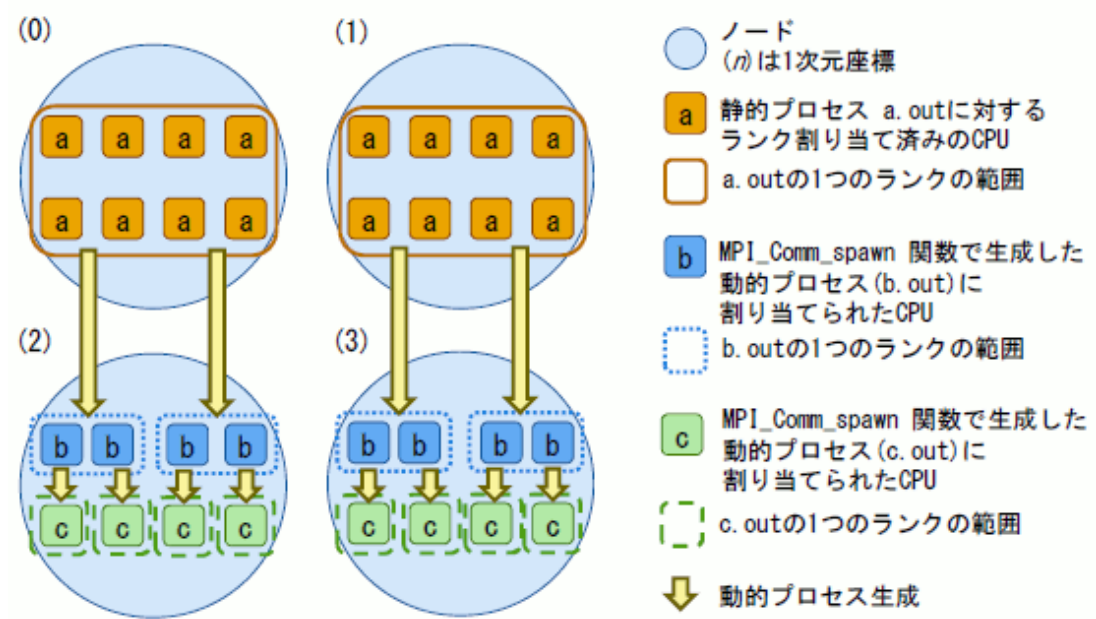 (0)
a a a a
a a a a
(1)
a a a a
a a a a
(2)
b b b b
c c c c
(3)
b b b b
c c c c
ノード
(n)は1次元座標
a
静的プロセス a.outに対する
ランク割り当て済みのCPU
a.outの1つのランクの範囲
b
MPI_Comm_spawn 関数で生成した
動的プロセス(b.out)に
割り当てられたCPU
b.outの1つのランクの範囲
c
MPI_Comm_spawn 関数で生成した
動的プロセス(c.out)に
割り当てられたCPU
c.outの1つのランクの範囲
動的プロセス生成